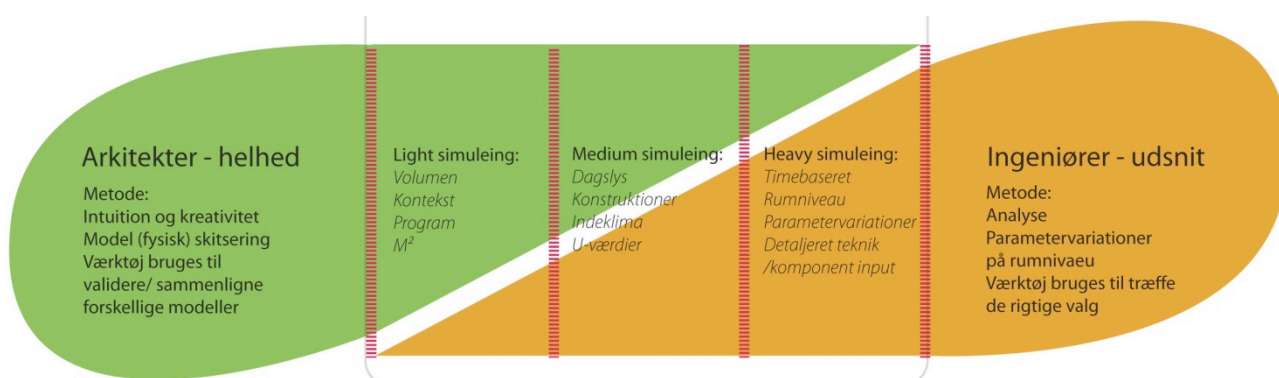 Arkitekter - helhed
Metode:
Intuition og kreativitet
Model (fysisk) skitsering
Værktøj bruges til
validere/ sammenligne
forskellige modeller
Light simuleing:
Volumen
Kontekst
Program
M²
Medium simuleing:
Dagslys
Konstruktioner
Indeklima
U-værdier
Heavy simuleing:
Timebaseret
Rumniveau
Parametervariationer
Detaljeret teknik
/komponent input
Ingeniører - udsnit
Metode:
Analyse
Parametervariationer
på rumnivaeu
Værktøj bruges til træffe
de rigtige valg